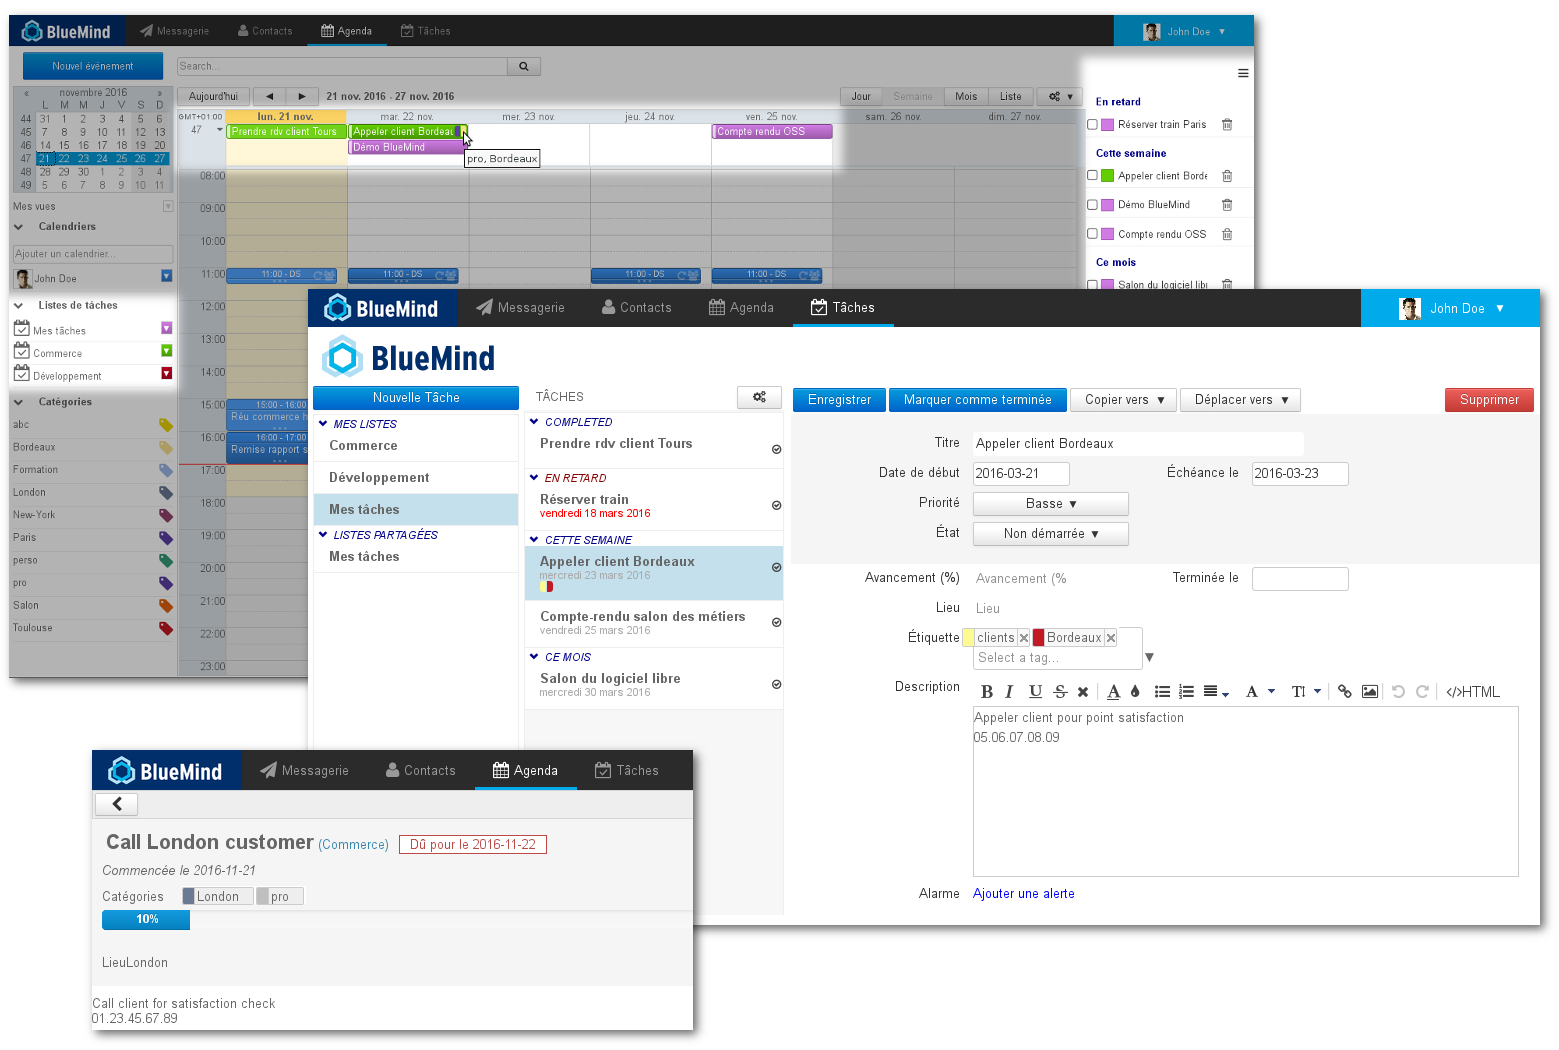 BlueMind Messagerie Contacts Agenda Tâches John Doe ▼
Nouvel événement
Search...
« novembre 2016 »
L M M J V S D
44 31 1 2 3 4 5 6
45 7 8 9 10 11 12 13
46 14 15 16 17 18 19 20
47 21 22 23 24 25 26 27
48 28 29 30 1 2 3 4
49 5 6 7 8 9 10 11
Mes vues
Calendriers
Ajouter un calendrier...
John Doe
Listes de tâches
Mes tâches
Commerce
Développement
Catégories
abc
Bordeaux
Formation
London
New-York
Paris
perso
pro
Salon
Toulouse
Aujourd'hui ◀ ▶ 21 nov. 2016 - 27 nov. 2016
Jour Semaine Mois Liste
GMT+01:00 lun. 21 nov. mar. 22 nov. mer. 23 nov. jeu. 24 nov. ven. 25 nov. sam. 26 nov. dim. 27 nov.
47 Prendre rdv client Tours Appeler client Bordeau Compte rendu OSS
Démo BlueMind
pro, Bordeaux
08:00
09:00
10:00
11:00 11:00 - DS 11:00 - DS 11:00 - DS 11:00 - DS
12:00
13:00
14:00
15:00 15:00 - 16:00
Réu commerce h
16:00 16:00 - 17:00
Remise rapport s
17:00
18:00
19:00
20:00
21:00
22:00
23:00
En retard
Réserver train Paris
Cette semaine
Appeler client Borde
Démo BlueMind
Compte rendu OSS
Ce mois
Salon du logiciel libr
BlueMind Messagerie Contacts Agenda Tâches John Doe ▼
BlueMind
Nouvelle Tâche
MES LISTES
Commerce
Développement
Mes tâches
LISTES PARTAGÉES
Mes tâches
TÂCHES
COMPLETED
Prendre rdv client Tours
EN RETARD
Réserver train
vendredi 18 mars 2016
CETTE SEMAINE
Appeler client Bordeaux
mercredi 23 mars 2016
Compte-rendu salon des métiers
vendredi 25 mars 2016
CE MOIS
Salon du logiciel libre
mercredi 30 mars 2016
Enregistrer Marquer comme terminée Copier vers ▼ Déplacer vers ▼ Supprimer
Titre Appeler client Bordeaux
Date de début 2016-03-21 Échéance le 2016-03-23
Priorité Basse ▼
État Non démarrée ▼
Avancement (%) Avancement (% Terminée le
Lieu Lieu
Étiquette clients Bordeaux
Select a tag... ▼
Description B I U S A A T </>HTML
Appeler client pour point satisfaction
05.06.07.08.09
Alarme Ajouter une alerte
BlueMind Messagerie Contacts Agenda Tâches
Call London customer (Commerce) Dû pour le 2016-11-22
Commencée le 2016-11-21
Catégories London pro
10%
LieuLondon
Call client for satisfaction check
01.23.45.67.89